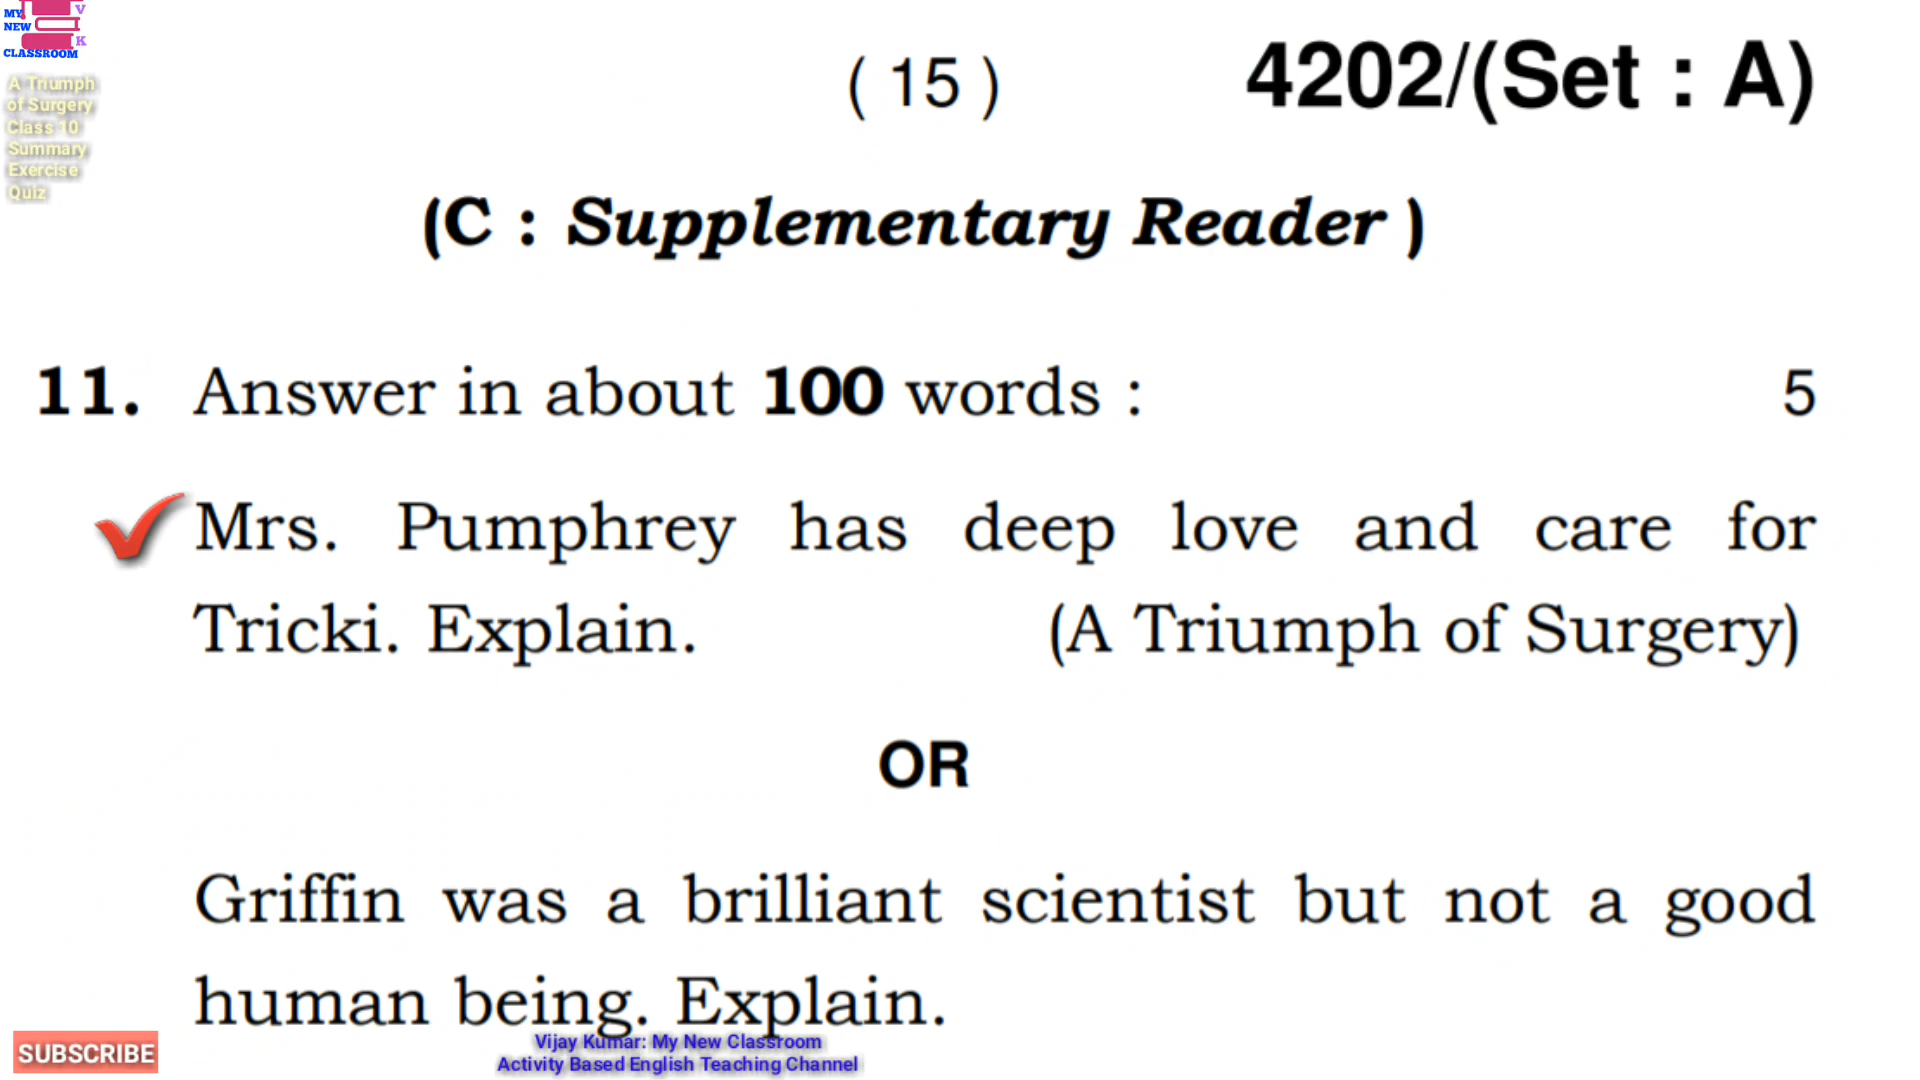 MY V
NEW
K
CLASSROOM
A Triumph
of Surgery
Class 10
Summary
Exercise
Quiz
( 15 ) 4202/(Set : A)
(C : Supplementary Reader )
11. Answer in about 100 words : 5
Mrs. Pumphrey has deep love and care for
Tricki. Explain. (A Triumph of Surgery)
OR
Griffin was a brilliant scientist but not a good
human being. Explain.
SUBSCRIBE
Vijay Kumar: My New Classroom
Activity Based English Teaching Channel